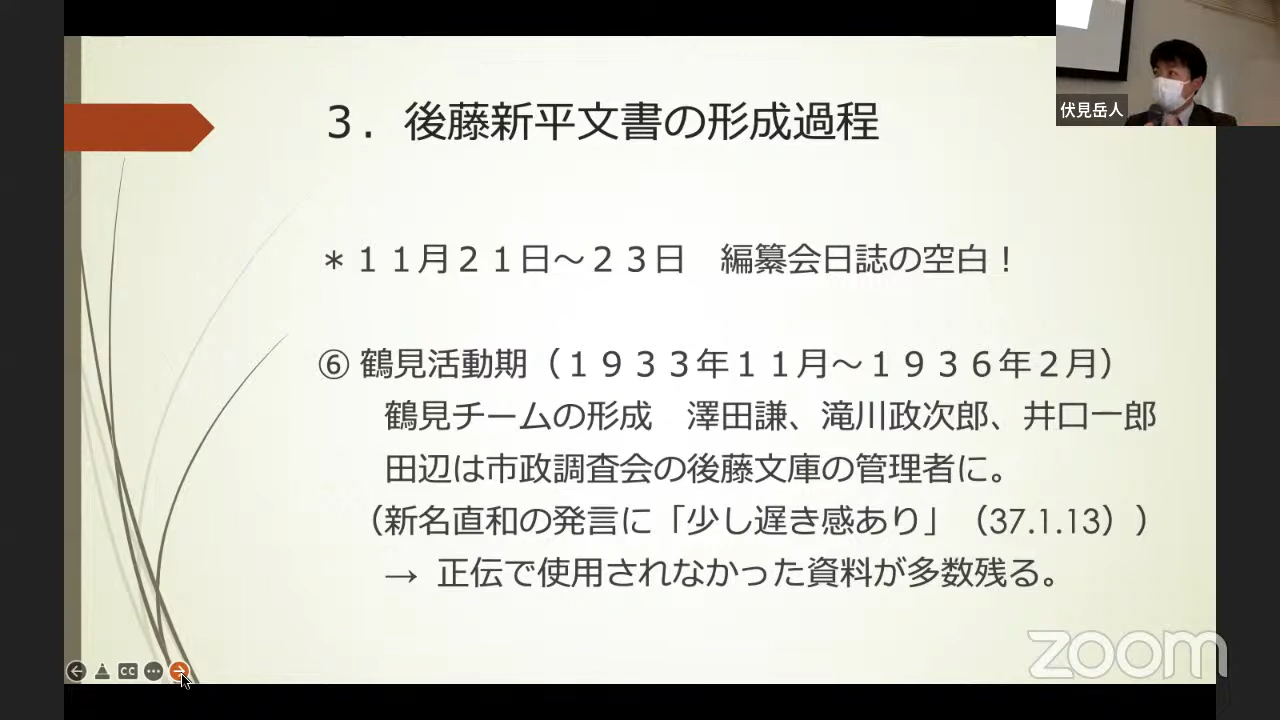 ３．後藤新平文書の形成過程
伏見岳人
＊１１月２１日～２３日　編纂会日誌の空白！
⑥ 鶴見活動期（１９３３年１１月～１９３６年２月）
鶴見チームの形成　澤田謙、滝川政次郎、井口一郎
田辺は市政調査会の後藤文庫の管理者に。
（新名直和の発言に「少し遅き感あり」（37.1.13））
→ 正伝で使用されなかった資料が多数残る。
CC
zoom